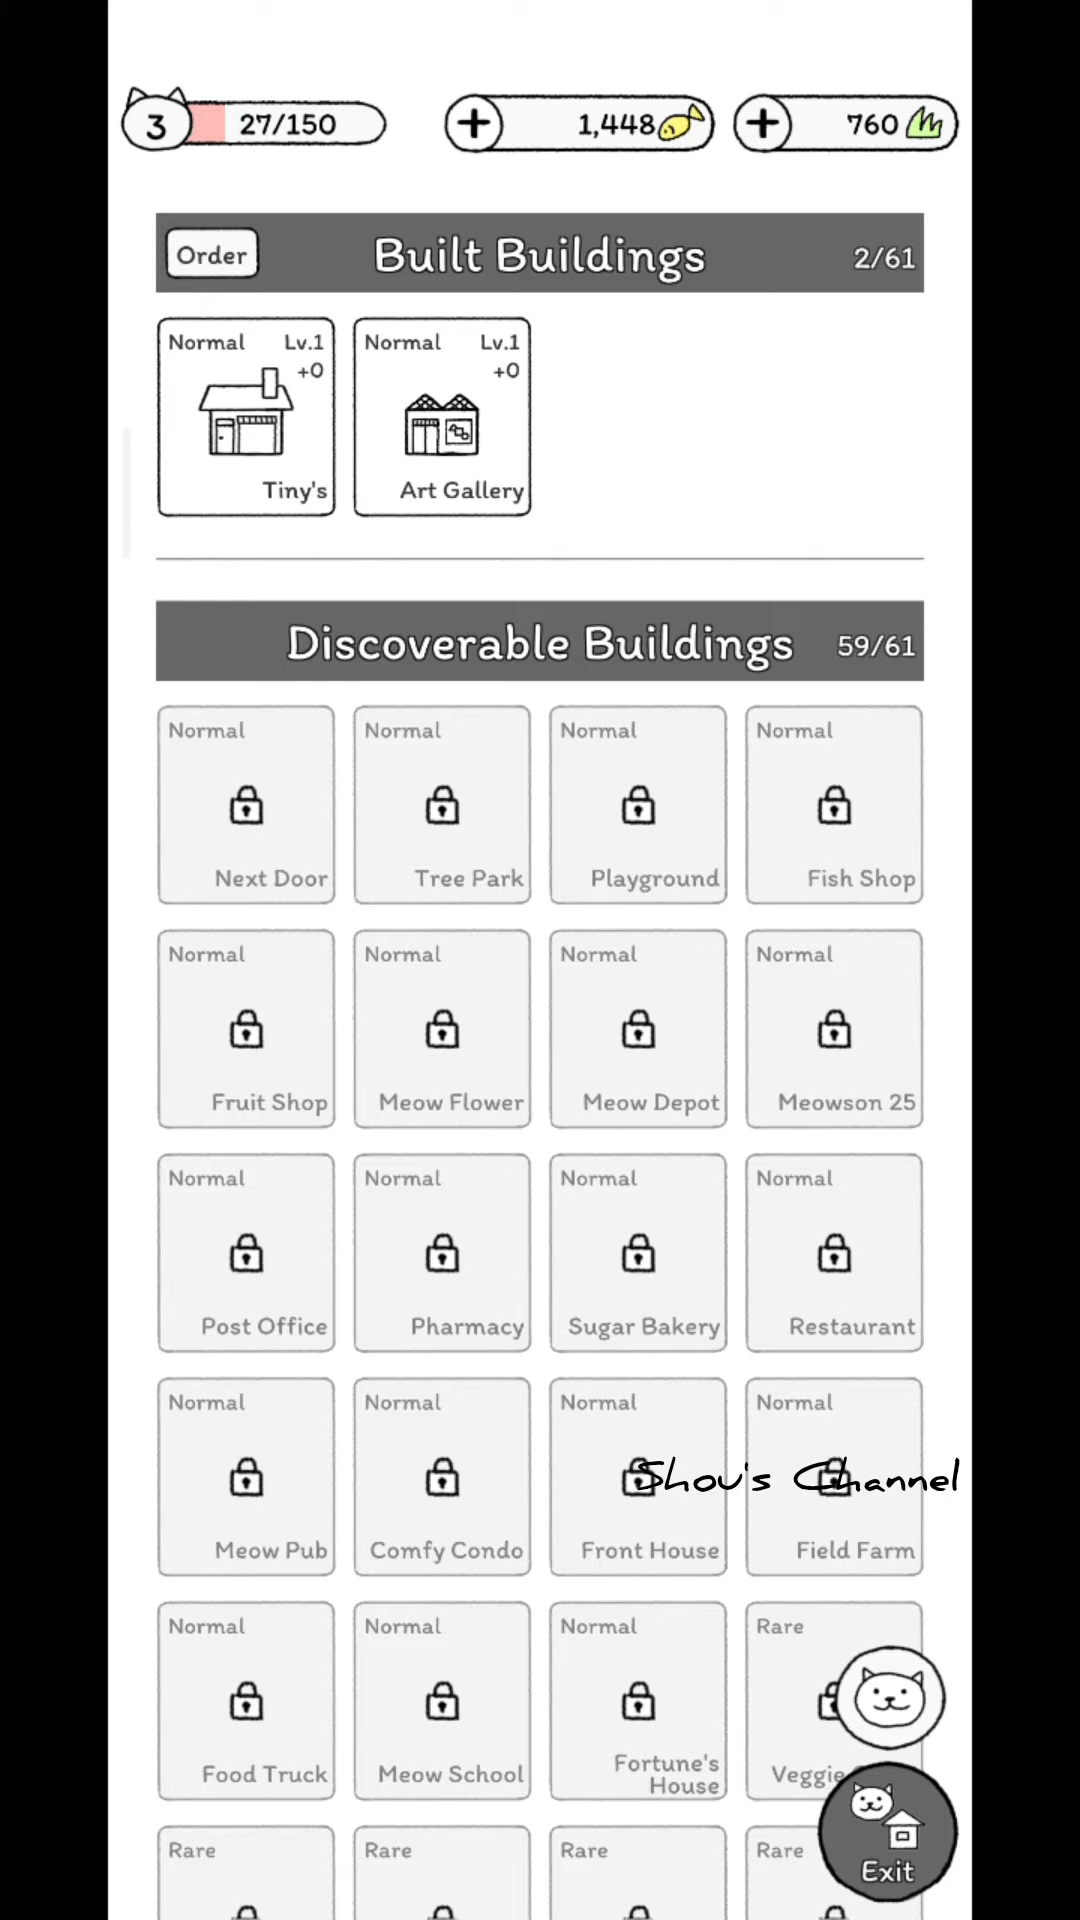 3 27/150 1,448 760
Order Built Buildings 2/61
Normal Lv.1 Normal Lv.1
+0 +0
Tiny's Art Gallery
Discoverable Buildings 59/61
Normal Normal Normal Normal
Next Door Tree Park Playground Fish Shop
Normal Normal Normal Normal
Fruit Shop Meow Flower Meow Depot Meowson 25
Normal Normal Normal Normal
Post Office Pharmacy Sugar Bakery Restaurant
Normal Normal Normal Normal
Shou's Channel
Meow Pub Comfy Condo Front House Field Farm
Normal Normal Normal Rare
Food Truck Meow School Fortune's House Veggie
Rare Rare Rare Rare
Exit